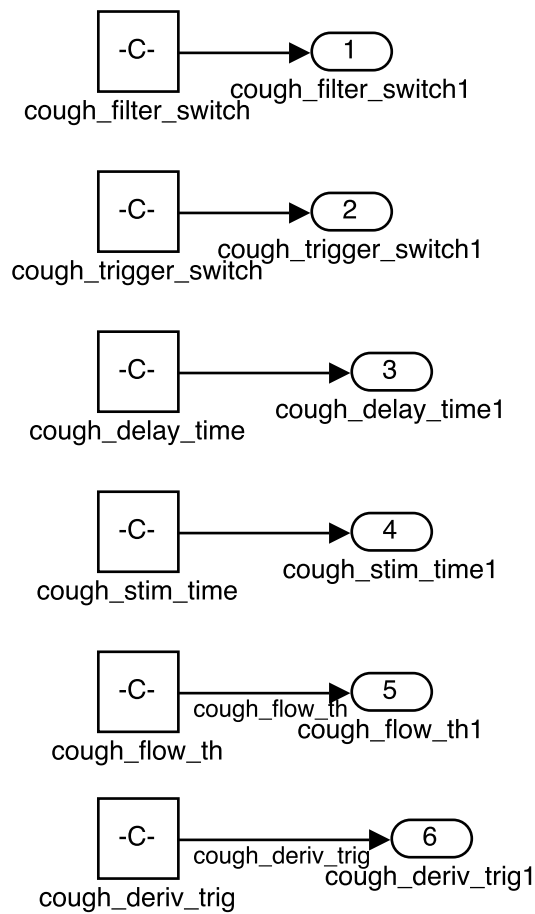 -C-
1
cough_filter_switch1
cough_filter_switch
-C-
2
cough_trigger_switch1
cough_trigger_switch
-C-
3
cough_delay_time1
cough_delay_time
-C-
4
cough_stim_time1
cough_stim_time
-C-
5
cough_flow_th
cough_flow_th1
cough_flow_th
-C-
6
cough_deriv_trig
cough_deriv_trig1
cough_deriv_trig